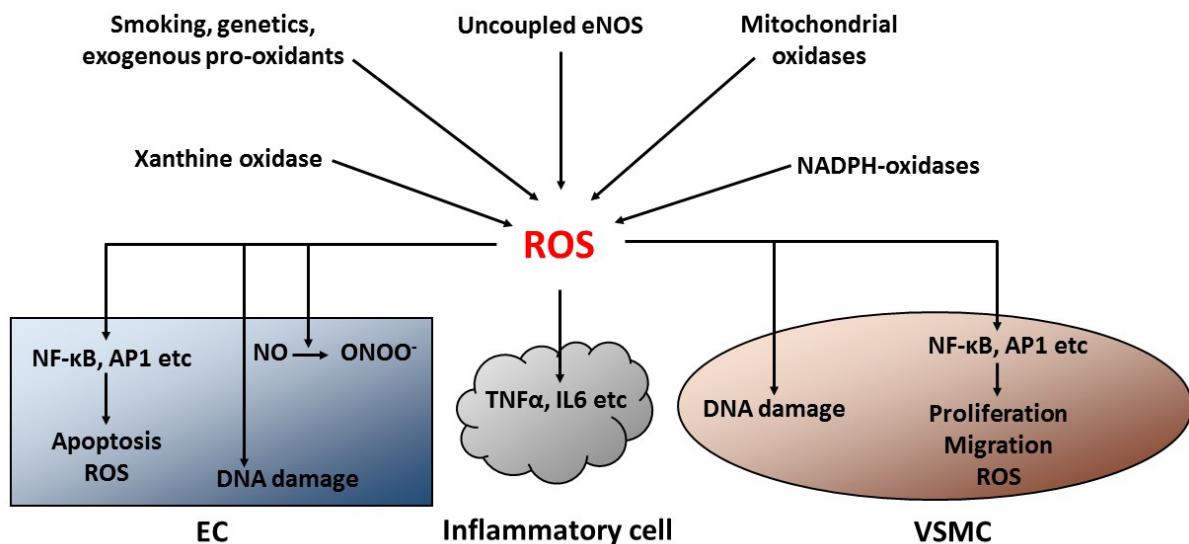 Smoking, genetics,
exogenous pro-oxidants
Uncoupled eNOS
Mitochondrial
oxidases
Xanthine oxidase
NADPH-oxidases
ROS
NF-κB, AP1 etc
NO
ONOO⁻
Apoptosis
ROS
DNA damage
TNFα, IL6 etc
DNA damage
NF-κB, AP1 etc
Proliferation
Migration
ROS
EC
Inflammatory cell
VSMC